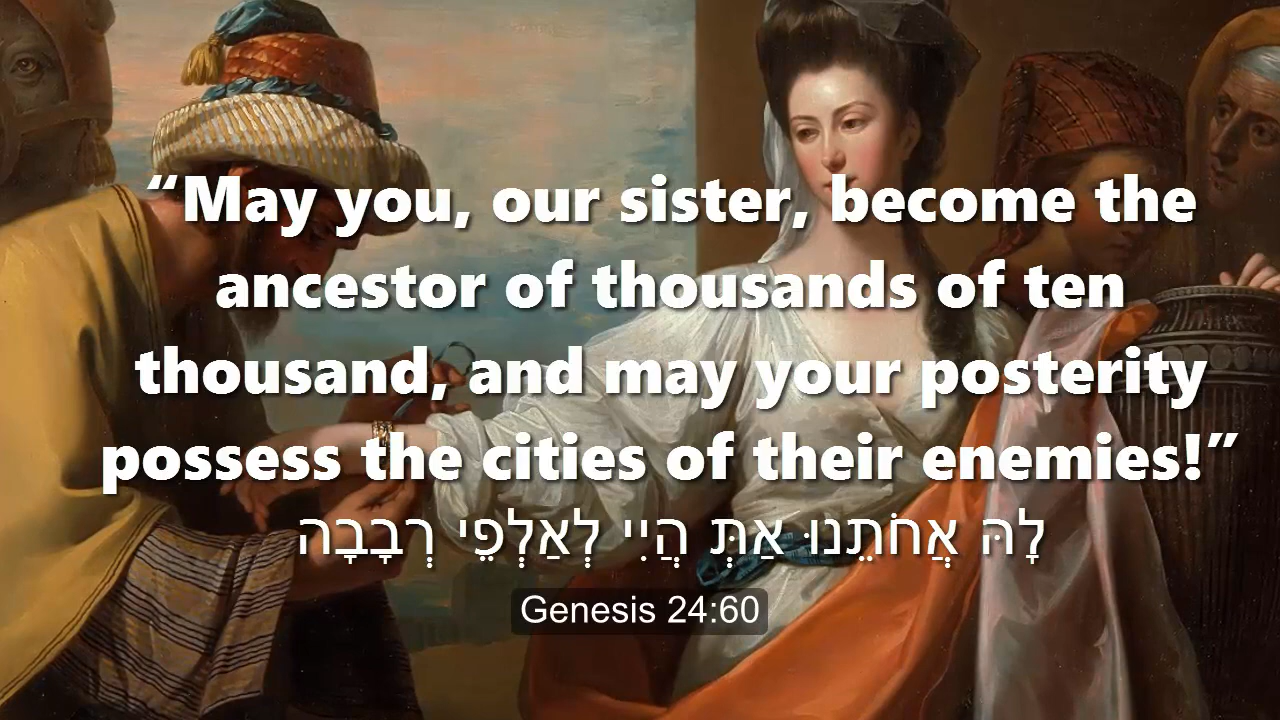 “May you, our sister, become the
ancestor of thousands of ten
thousand, and may your posterity
possess the cities of their enemies!”
לָהּ אֲחֹתֵנוּ אַתְּ הֲיִי לְאַלְפֵי רְבָבָה
Genesis 24:60